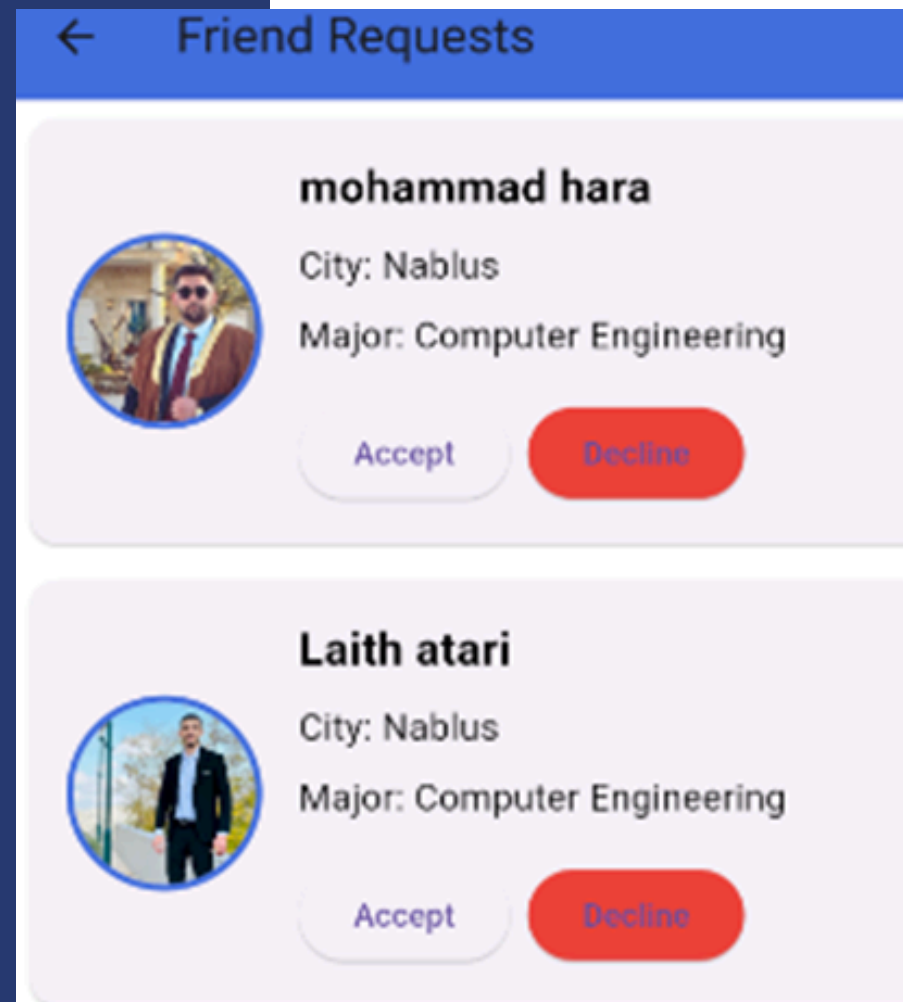 Friend Requests
mohammad hara
City: Nablus
Major: Computer Engineering
Accept Decline
Laith atari
City: Nablus
Major: Computer Engineering
Accept Decline